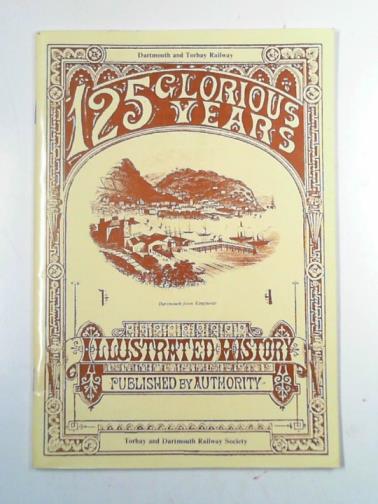 Dartmouth and Torbay Railway
125 GLORIOUS
YEARS
Dartmouth from Kingswear
ILLUSTRATED HISTORY
PUBLISHED BY AUTHORITY
Torbay and Dartmouth Railway Society